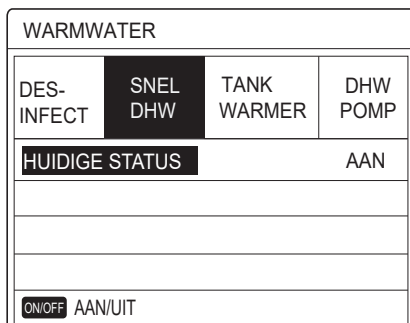 WARMWATER
DES-
INFECT
SNEL
DHW
TANK
WARMER
DHW
POMP
HUIDIGE STATUS AAN
ON/OFF AAN/UIT